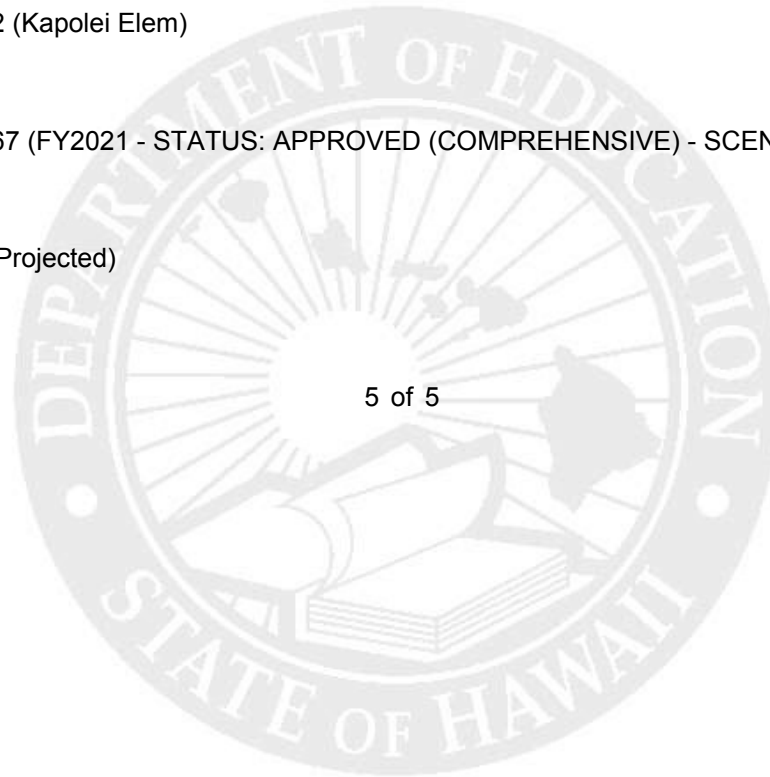 2 (Kapolei Elem)
67 (FY2021 - STATUS: APPROVED (COMPREHENSIVE) - SCEN
Projected)
5 of 5
DEPARTMENT OF EDUCATION
STATE OF HAWAII